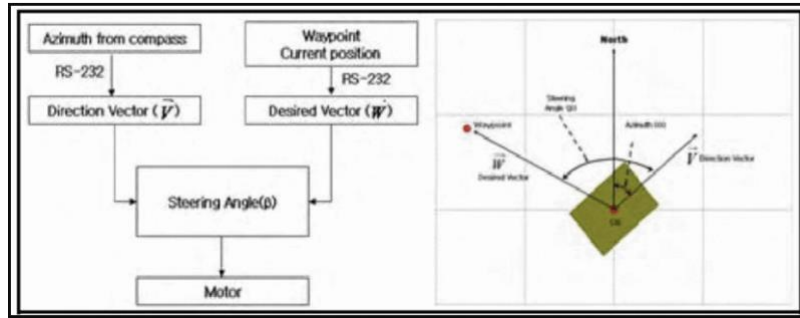 Azimuth from compass
RS-232
Direction Vector (V)
Waypoint
Current position
RS-232
Desired Vector (W)
Steering Angle(β)
Motor
North
Steering
Angle
Azimuth
Waypoint
W
Desired Vector
V Direction Vector